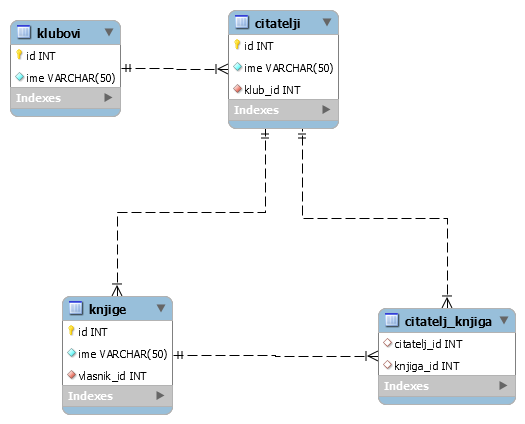 klubovi
id INT
ime VARCHAR(50)
Indexes
citatelji
id INT
ime VARCHAR(50)
klub_id INT
Indexes
knjige
id INT
ime VARCHAR(50)
vlasnik_id INT
Indexes
citatelj_knjiga
citatelj_id INT
knjiga_id INT
Indexes